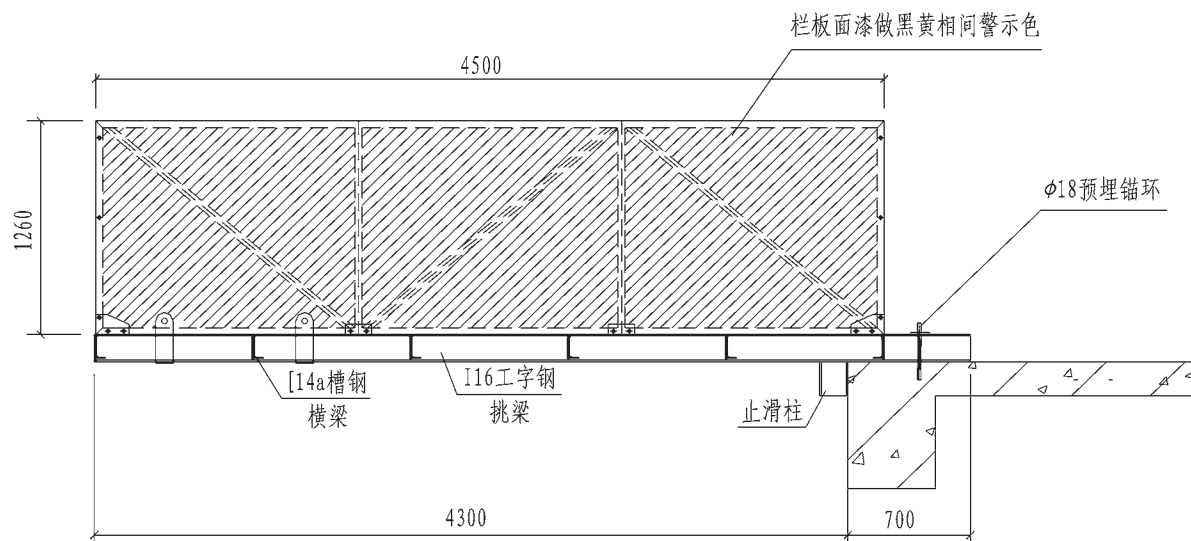 栏板面漆做黑黄相间警示色
4500
ϕ18预埋锚环
1260
[14a槽钢
横梁
I16工字钢
挑梁
止滑柱
4300
700